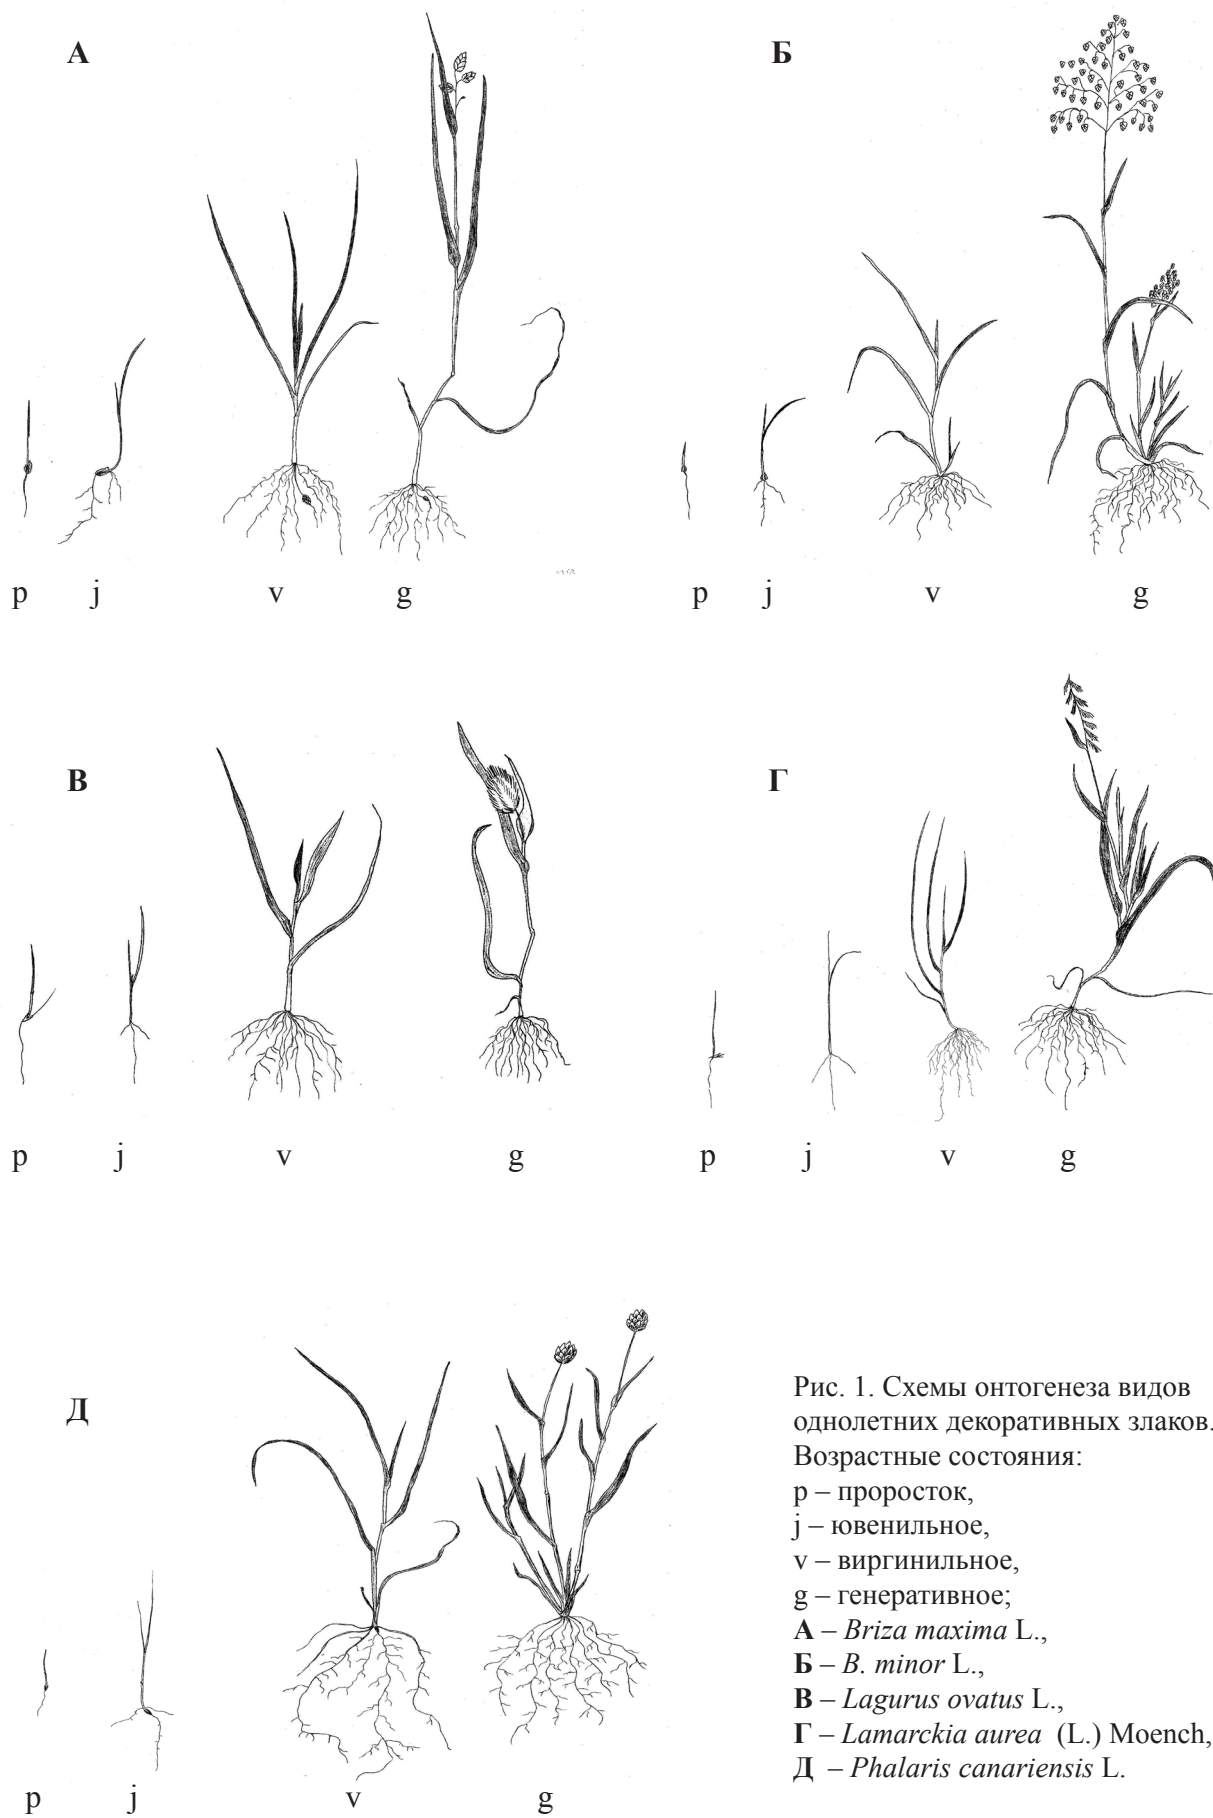 А
Б
p
j
v
g
p
j
v
g
В
Г
p
j
v
g
p
j
v
g
Д
Рис. 1. Схемы онтогенеза видов
однолетних декоративных злаков.
Возрастные состояния:
p – проросток,
j – ювенильное,
v – виргинильное,
g – генеративное;
А – Briza maxima L.,
Б – B. minor L.,
В – Lagurus ovatus L.,
Г – Lamarckia aurea (L.) Moench,
Д – Phalaris canariensis L.
p
j
v
g